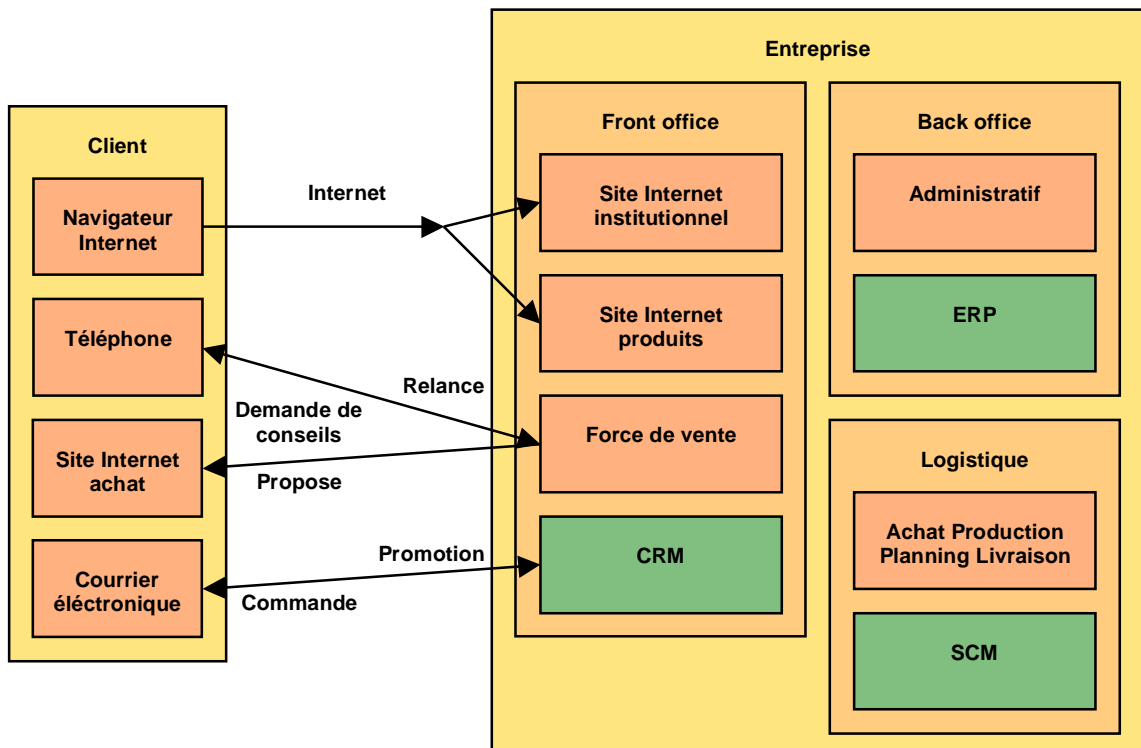 Entreprise
Client
Navigateur
Internet
Téléphone
Site Internet
achat
Courrier
éléctronique
Internet
Relance
Demande de
conseils
Propose
Promotion
Commande
Front office
Site Internet
institutionnel
Site Internet
produits
Force de vente
CRM
Back office
Administratif
ERP
Logistique
Achat Production
Planning Livraison
SCM